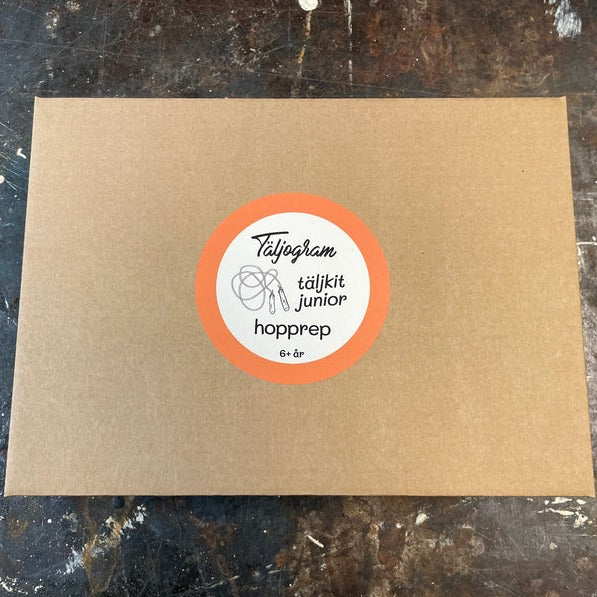 Täljogram
täljkit
junior
hopprep
6+ år